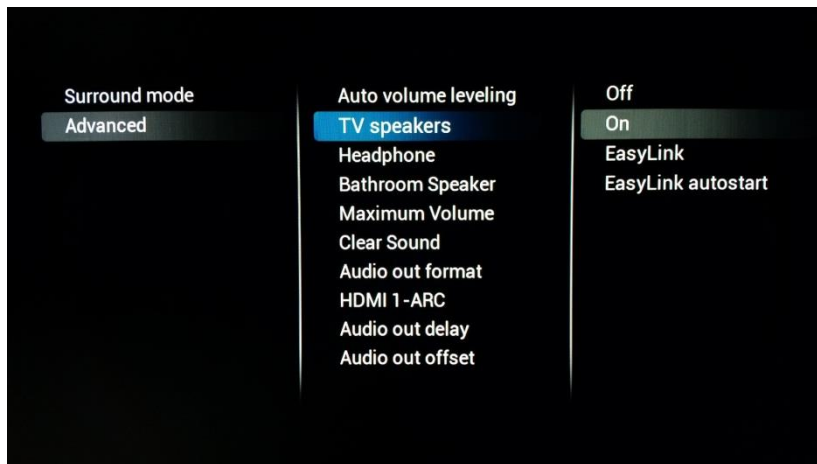 Surround mode
Advanced
Auto volume leveling
TV speakers
Headphone
Bathroom Speaker
Maximum Volume
Clear Sound
Audio out format
HDMI 1-ARC
Audio out delay
Audio out offset
Off
On
EasyLink
EasyLink autostart